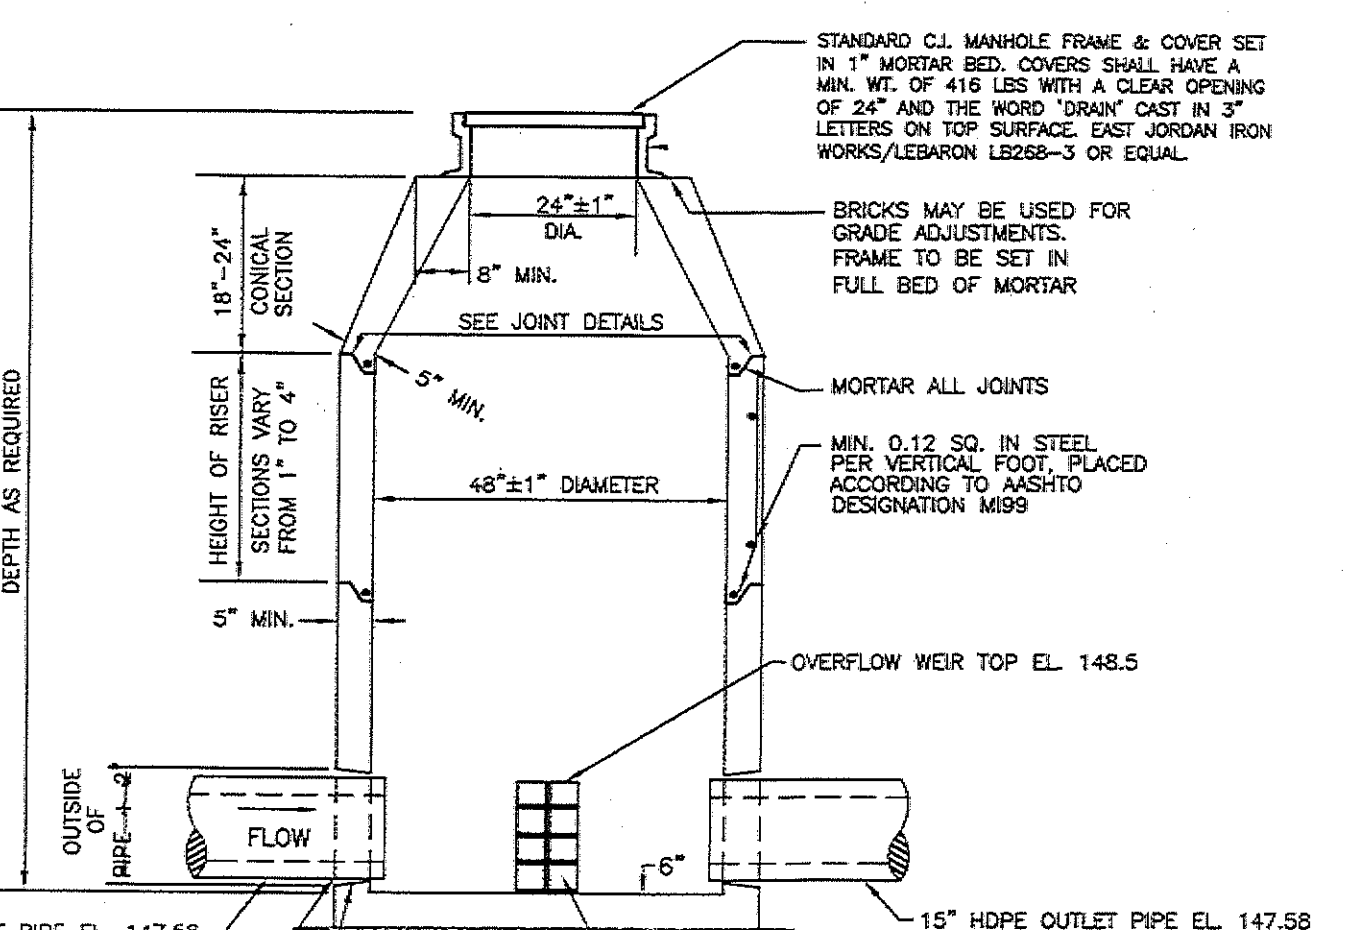 STANDARD C.I. MANHOLE FRAME & COVER SET
IN 1" MORTAR BED. COVERS SHALL HAVE A
MIN. WT. OF 416 LBS WITH A CLEAR OPENING
OF 24" AND THE WORD "DRAIN" CAST IN 3"
LETTERS ON TOP SURFACE. EAST JORDAN IRON
WORKS/LEBARON LB268-3 OR EQUAL
BRICKS MAY BE USED FOR
GRADE ADJUSTMENTS.
FRAME TO BE SET IN
FULL BED OF MORTAR
24"±1"
DIA.
8" MIN.
18"-24"
CONICAL
SECTION
SEE JOINT DETAILS
5" MIN.
MORTAR ALL JOINTS
DEPTH AS REQUIRED
HEIGHT OF RISER
SECTIONS VARY
FROM 1" TO 4"
48"±1" DIAMETER
MIN. 0.12 SQ. IN STEEL
PER VERTICAL FOOT, PLACED
ACCORDING TO AASHTO
DESIGNATION M199
5" MIN.
OVERFLOW WEIR TOP EL. 148.5
OUTSIDE
OF
PIPE + 2
FLOW
6"
PIPE EL. 147.68
15" HDPE OUTLET PIPE EL. 147.58